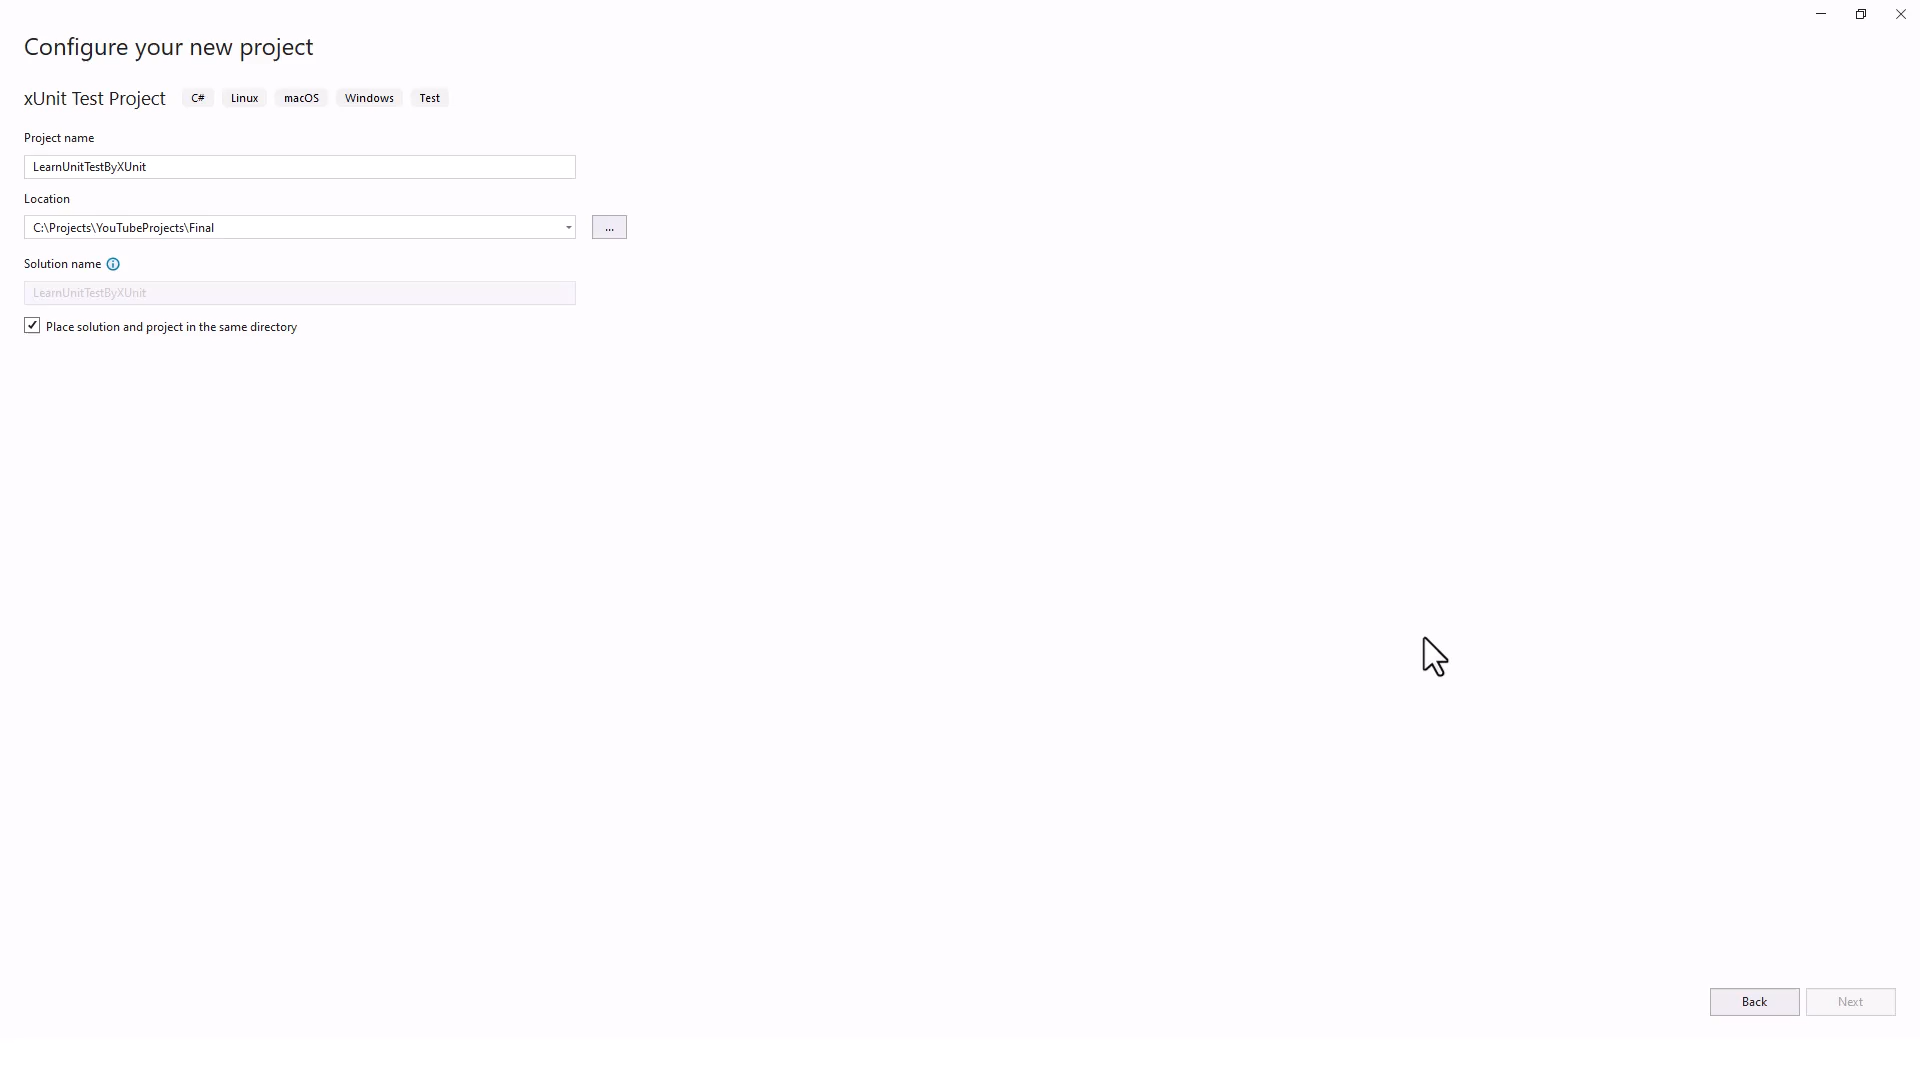 Configure your new project
xUnit Test Project C# Linux macOS Windows Test
Project name
LearnUnitTestByXUnit
Location
C:\Projects\YouTubeProjects\Final
...
Solution name
LearnUnitTestByXUnit
Place solution and project in the same directory
Back Next